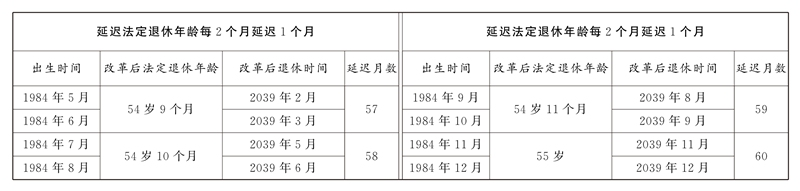 延迟法定退休年龄每2个月延迟1个月
出生时间 改革后法定退休年龄 改革后退休时间 延迟月数
1984年5月 54岁9个月 2039年2月 57
1984年6月 2039年3月
1984年7月 54岁10个月 2039年5月 58
1984年8月 2039年6月
延迟法定退休年龄每2个月延迟1个月
出生时间 改革后法定退休年龄 改革后退休时间 延迟月数
1984年9月 54岁11个月 2039年8月 59
1984年10月 2039年9月
1984年11月 55岁 2039年11月 60
1984年12月 2039年12月